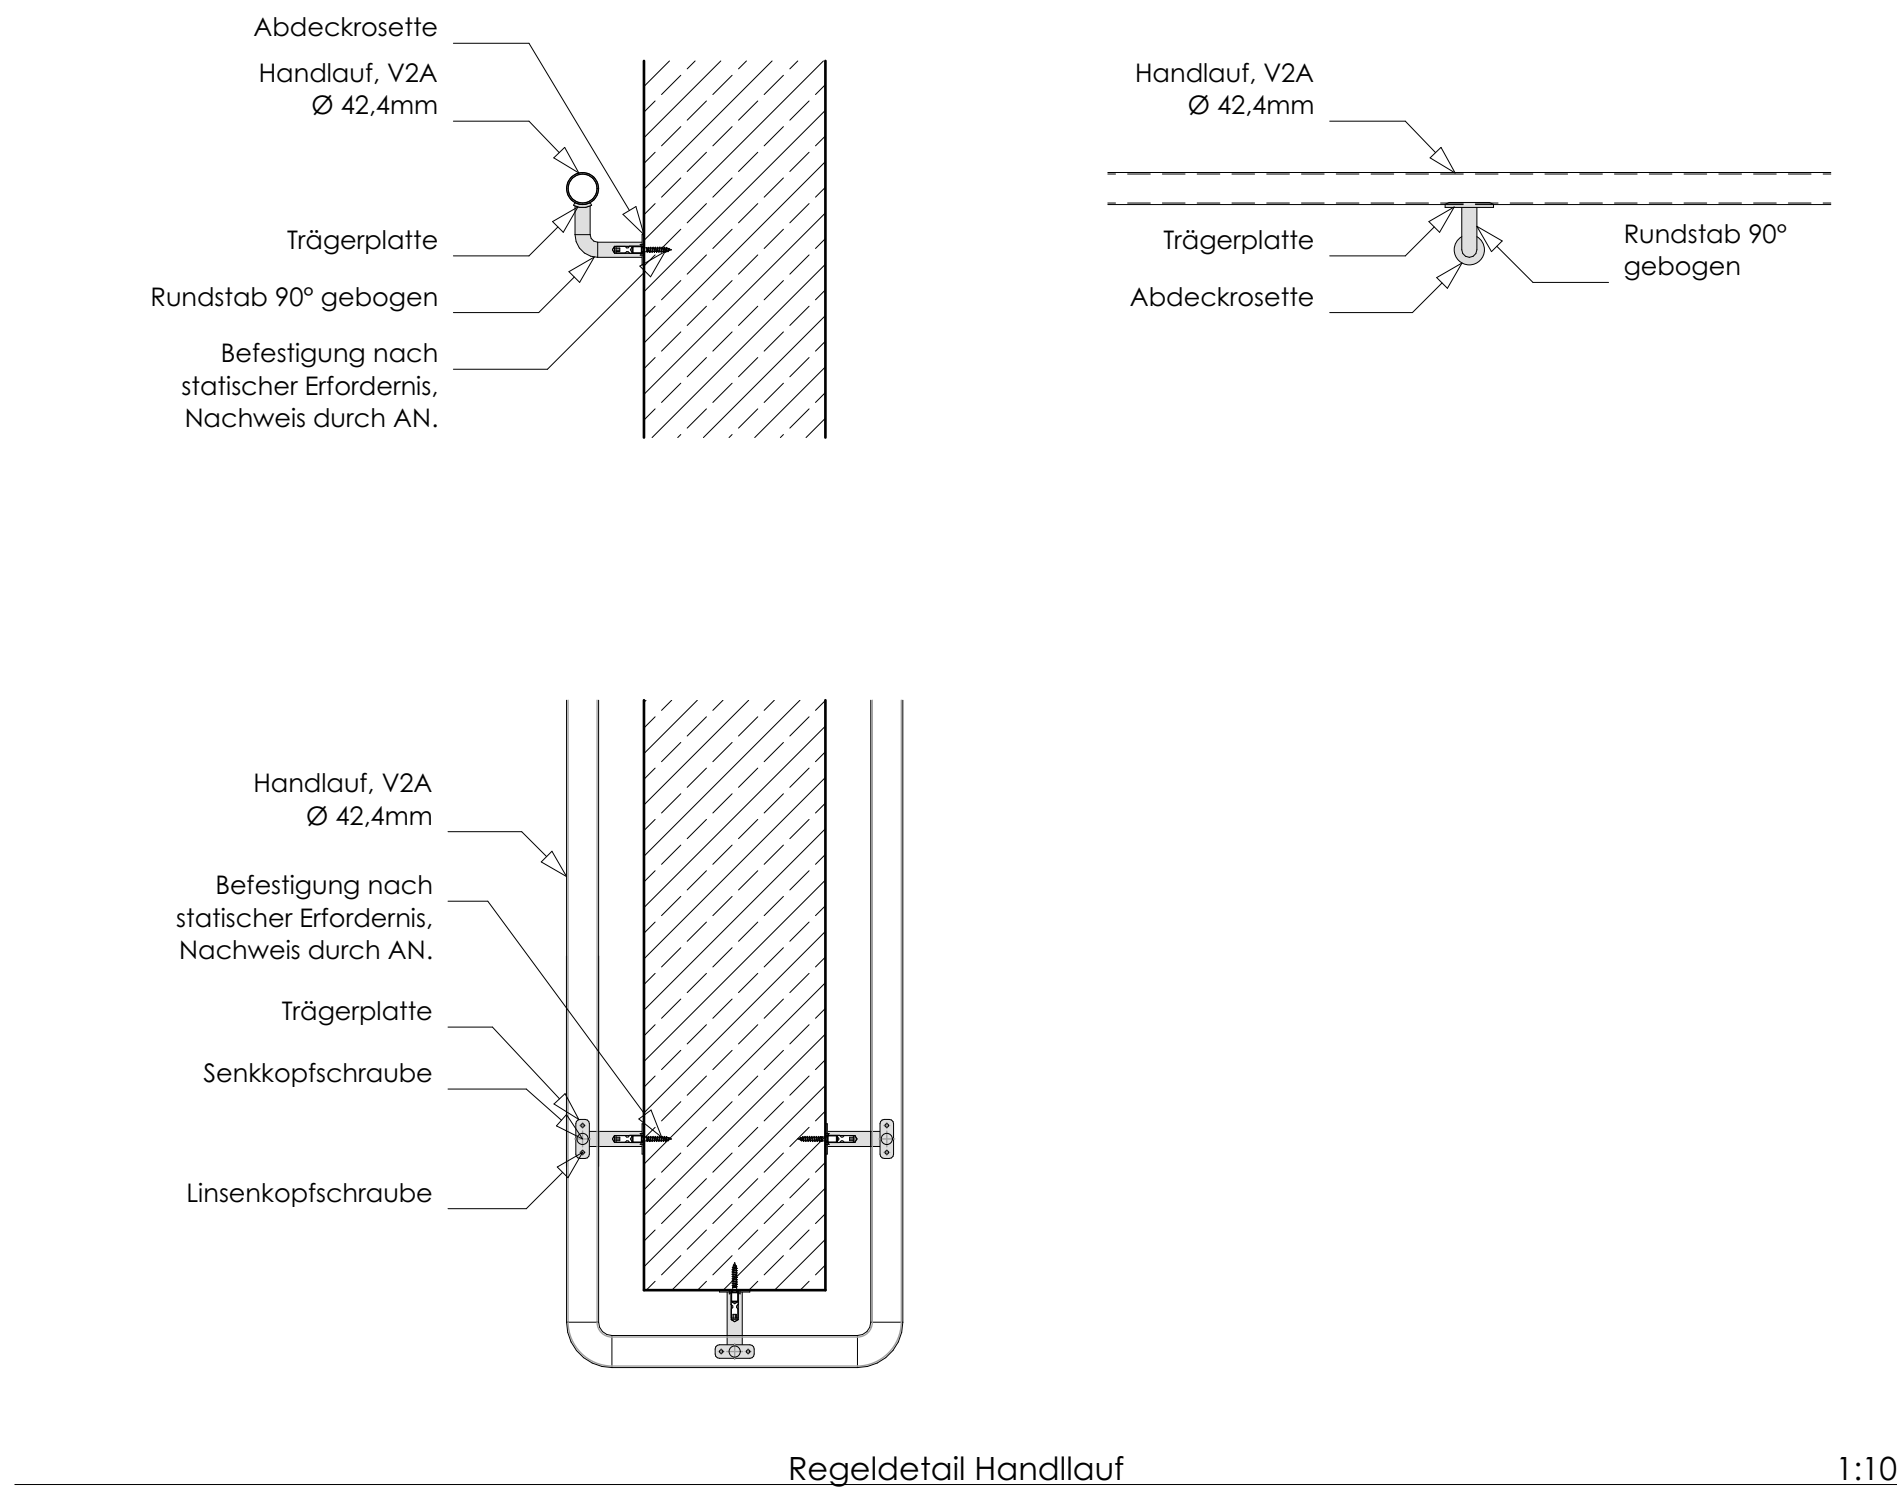 Abdeckrosette
Handlauf, V2A
Ø 42,4mm
Trägerplatte
Rundstab 90° gebogen
Befestigung nach
statischer Erfordernis,
Nachweis durch AN.
Handlauf, V2A
Ø 42,4mm
Trägerplatte
Abdeckrosette
Rundstab 90°
gebogen
Handlauf, V2A
Ø 42,4mm
Befestigung nach
statischer Erfordernis,
Nachweis durch AN.
Trägerplatte
Senkkopfschraube
Linsenkopfschraube
Regeldetail Handllauf
1:10